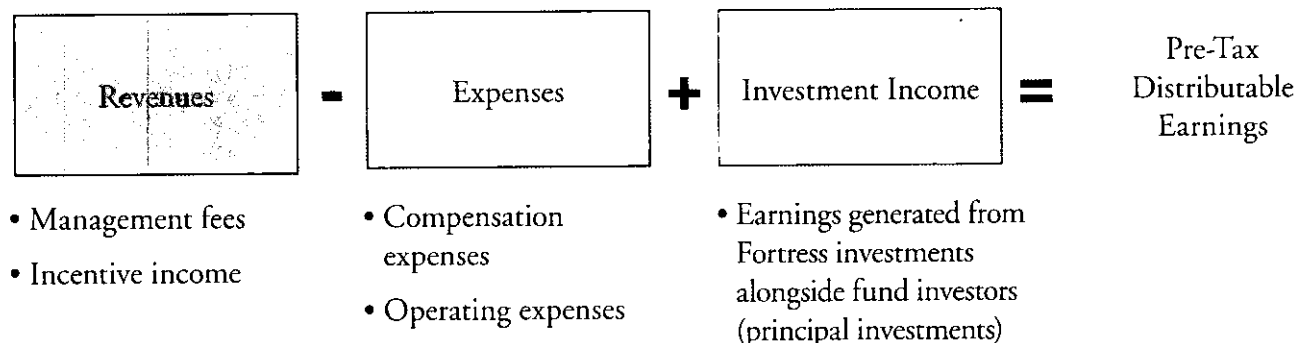 Revenues - Expenses + Investment Income = Pre-Tax
Distributable
Earnings
• Management fees
• Incentive income
• Compensation
expenses
• Operating expenses
• Earnings generated from
Fortress investments
alongside fund investors
(principal investments)